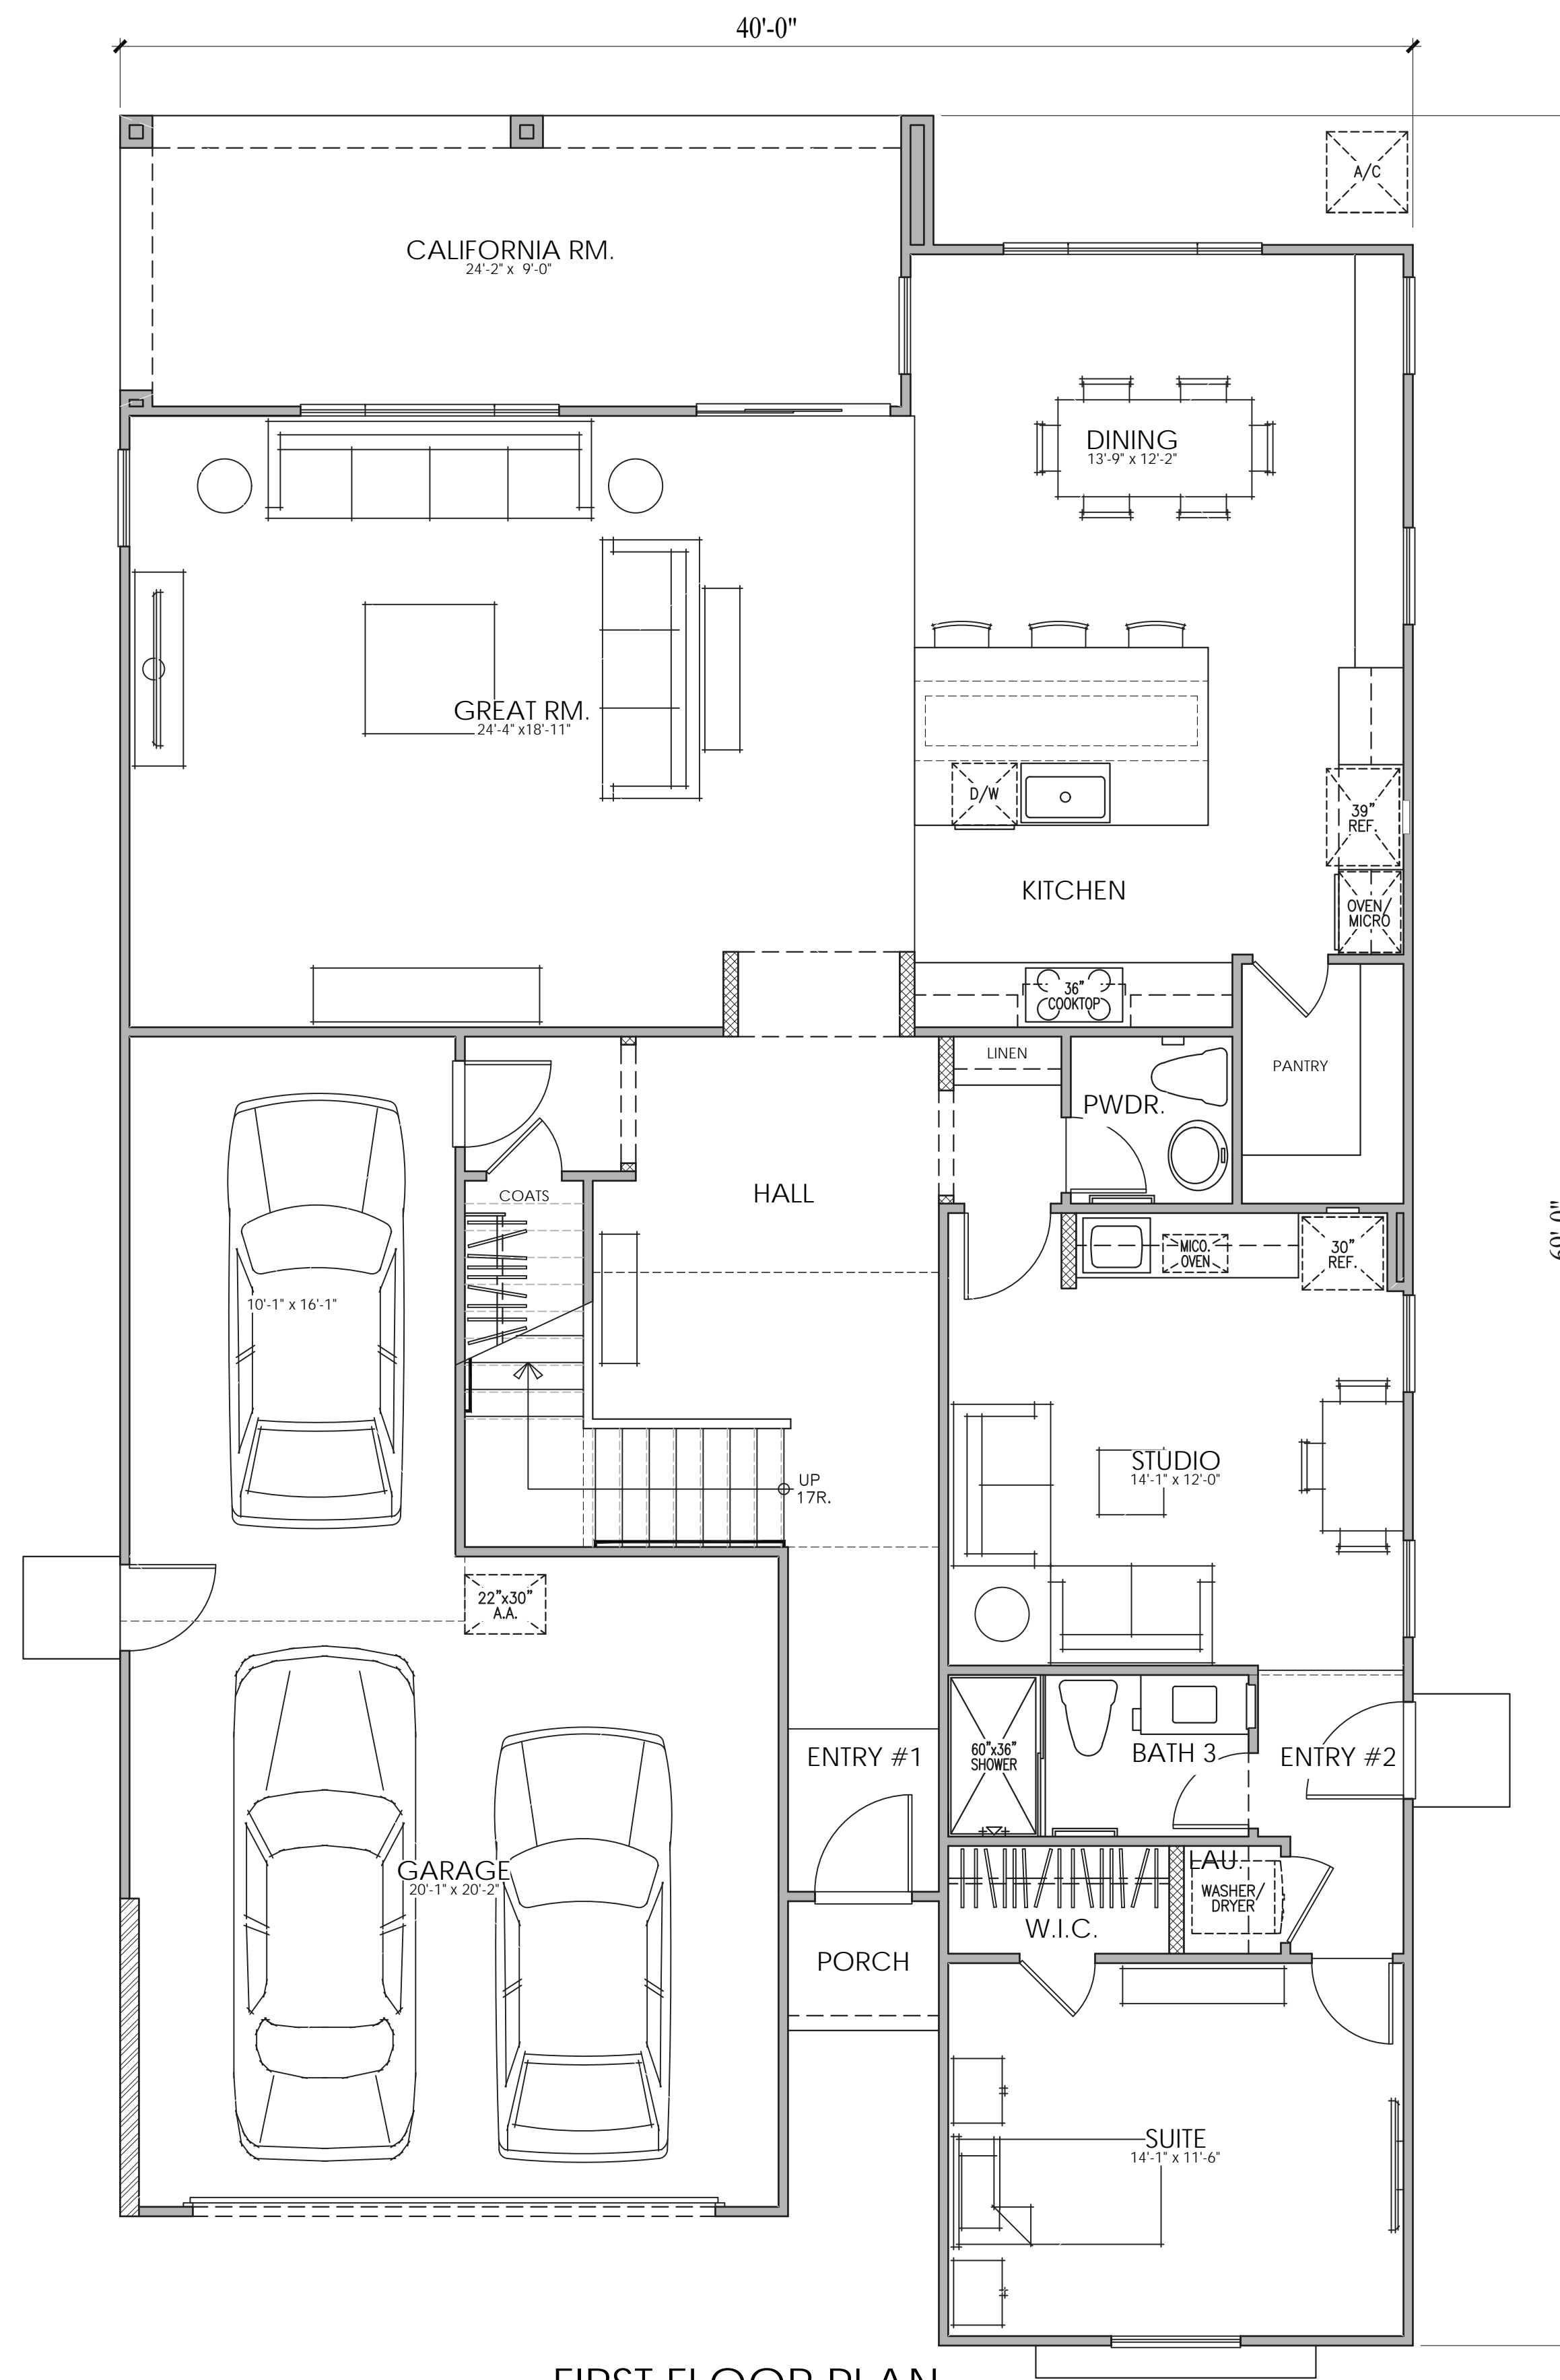 40'-0"
A/C
CALIFORNIA RM.
24'-2" x 9'-0"
DINING
13'-9" x 12'-2"
GREAT RM.
24'-4" x18'-11"
D/W
39"
REF.
KITCHEN
OVEN/
MICRO
36"
COOKTOP
LINEN
PANTRY
PWDR.
COATS
HALL
MICO.
OVEN
30"
REF.
10'-1" x 16'-1"
STUDIO
14'-1" x 12'-0"
UP
17R.
22"x30"
A.A.
ENTRY #1
60"x36"
SHOWER
BATH 3
ENTRY #2
GARAGE
20'-1" x 20'-2"
LAU.
WASHER/
DRYER
W.I.C.
PORCH
SUITE
14'-1" x 11'-6"
FIRST FLOOR PLAN